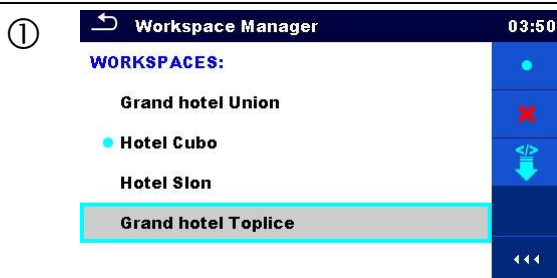 ①
Workspace Manager 03:50
WORKSPACES:
Grand hotel Union
Hotel Cubo
Hotel Slon
Grand hotel Toplice